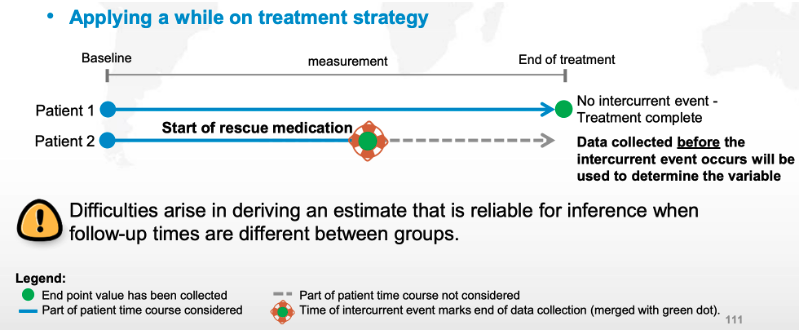 • Applying a while on treatment strategy
Baseline
measurement
End of treatment
Patient 1
No intercurrent event -
Treatment complete
Start of rescue medication
Patient 2
Data collected before the
intercurrent event occurs will be
used to determine the variable
Difficulties arise in deriving an estimate that is reliable for inference when
follow-up times are different between groups.
Legend:
End point value has been collected
Part of patient time course considered
Part of patient time course not considered
Time of intercurrent event marks end of data collection (merged with green dot).
111